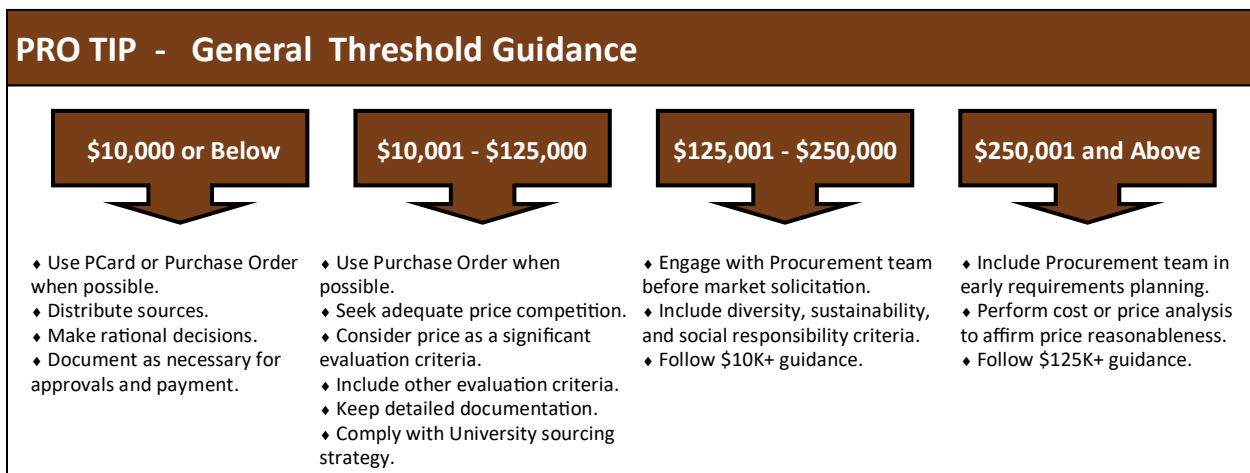 PRO TIP - General Threshold Guidance
$10,000 or Below
♦ Use PCard or Purchase Order
when possible.
♦ Distribute sources.
♦ Make rational decisions.
♦ Document as necessary for
approvals and payment.
$10,001 - $125,000
♦ Use Purchase Order when
possible.
♦ Seek adequate price competition.
♦ Consider price as a significant
evaluation criteria.
♦ Include other evaluation criteria.
♦ Keep detailed documentation.
♦ Comply with University sourcing
strategy.
$125,001 - $250,000
♦ Engage with Procurement team
before market solicitation.
♦ Include diversity, sustainability,
and social responsibility criteria.
♦ Follow $10K+ guidance.
$250,001 and Above
♦ Include Procurement team in
early requirements planning.
♦ Perform cost or price analysis
to affirm price reasonableness.
♦ Follow $125K+ guidance.